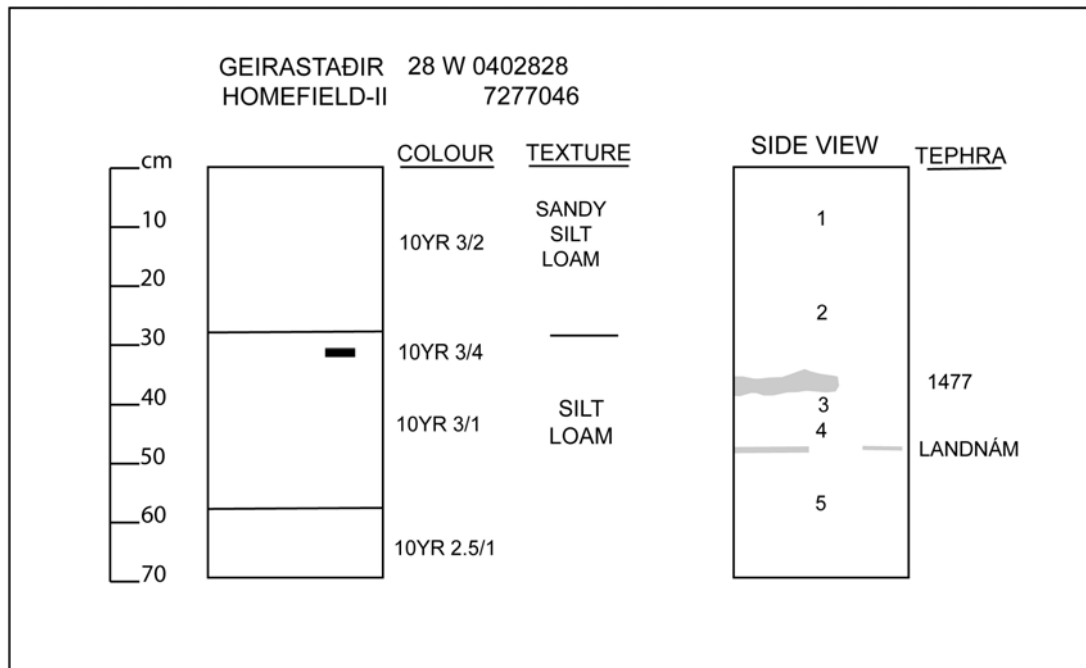 GEIRASTAÐIR 28 W 0402828
HOMEFIELD-II 7277046
cm
10
20
30
40
50
60
70
COLOUR
10YR 3/2
10YR 3/4
10YR 3/1
10YR 2.5/1
TEXTURE
SANDY
SILT
LOAM
SILT
LOAM
SIDE VIEW
1
2
3
4
5
TEPHRA
1477
LANDNÁM